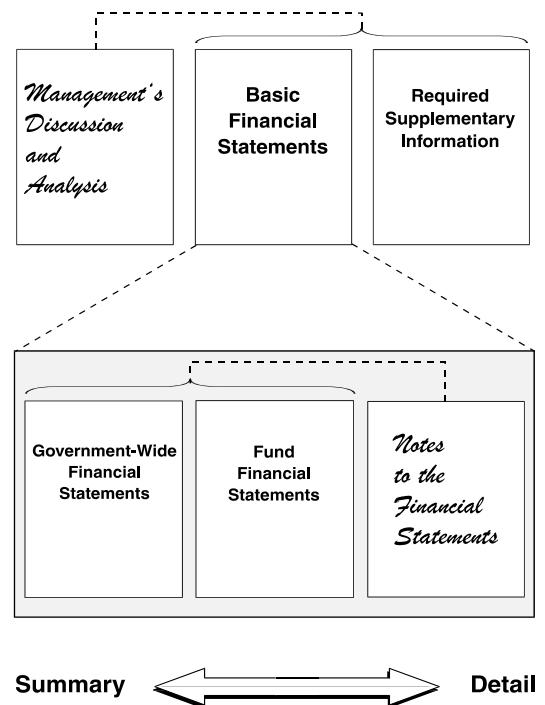 Management's
Discussion
and
Analysis
Basic
Financial
Statements
Required
Supplementary
Information
Government-Wide
Financial
Statements
Fund
Financial
Statements
Notes
to the
Financial
Statements
Summary
Detail